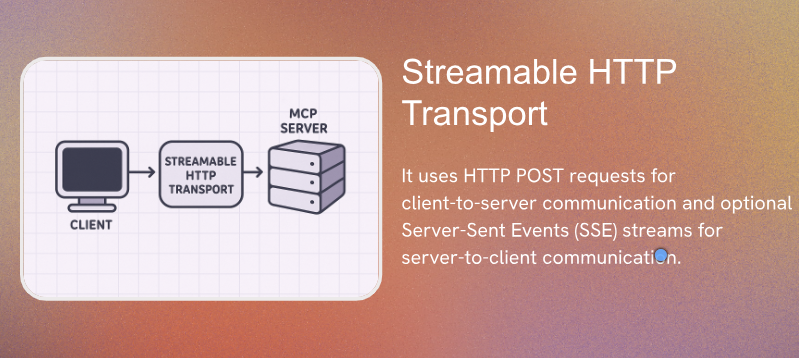 Streamable HTTP
Transport
It uses HTTP POST requests for
client-to-server communication and optional
Server-Sent Events (SSE) streams for
server-to-client communication.
MCP
SERVER
STREAMABLE
HTTP
TRANSPORT
CLIENT